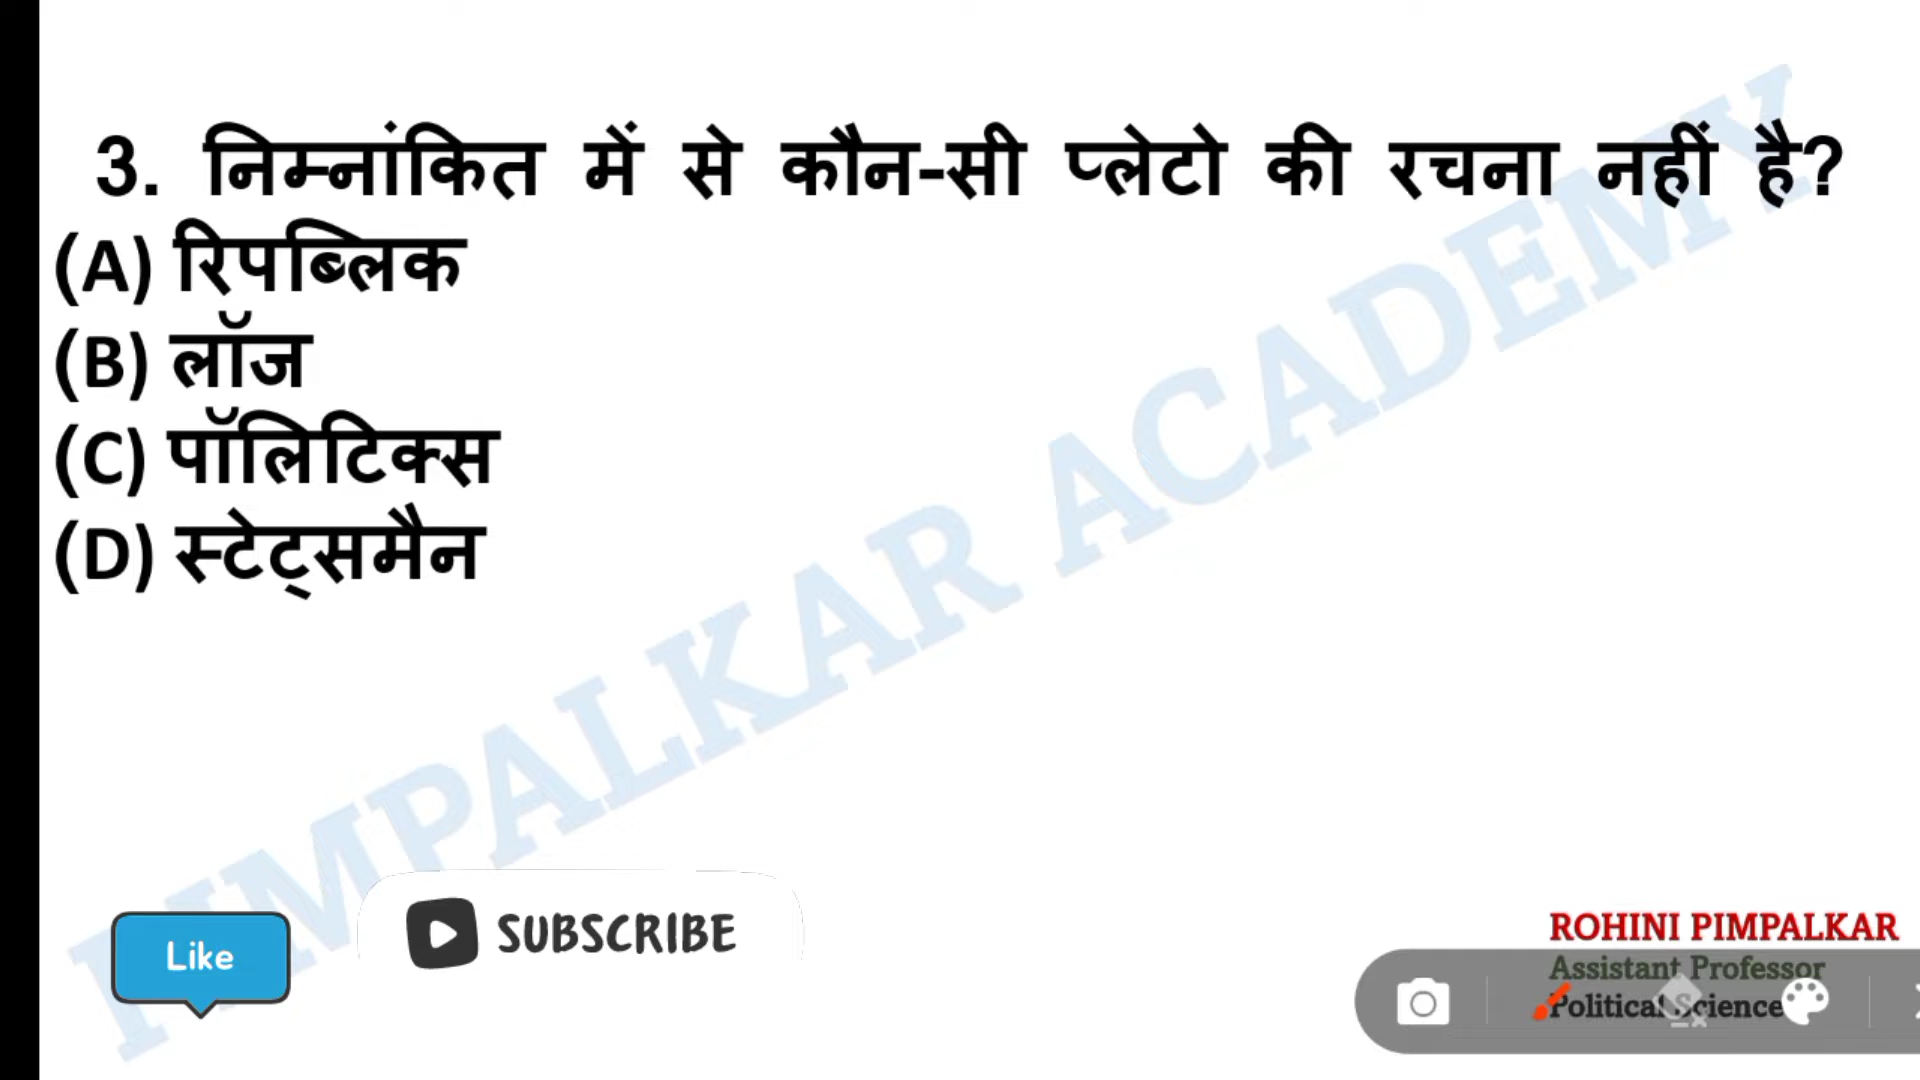 3. निम्नांकित में से कौन-सी प्लेटो की रचना नहीं है?
(A) रिपब्लिक
(B) लॉज
(C) पॉलिटिक्स
(D) स्टेट्समैन
PIMPALKAR ACADEMY
Like
SUBSCRIBE
ROHINI PIMPALKAR
Assistant Professor
Political Science